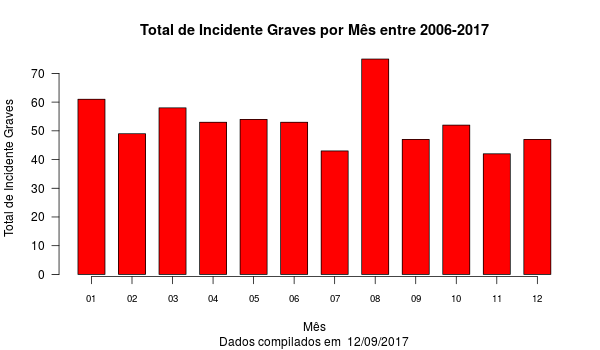 Total de Incidente Graves por Mês entre 2006-2017
Total de Incidente Graves
70
60
50
40
30
20
10
0
01 02 03 04 05 06 07 08 09 10 11 12
Mês
Dados compilados em 12/09/2017